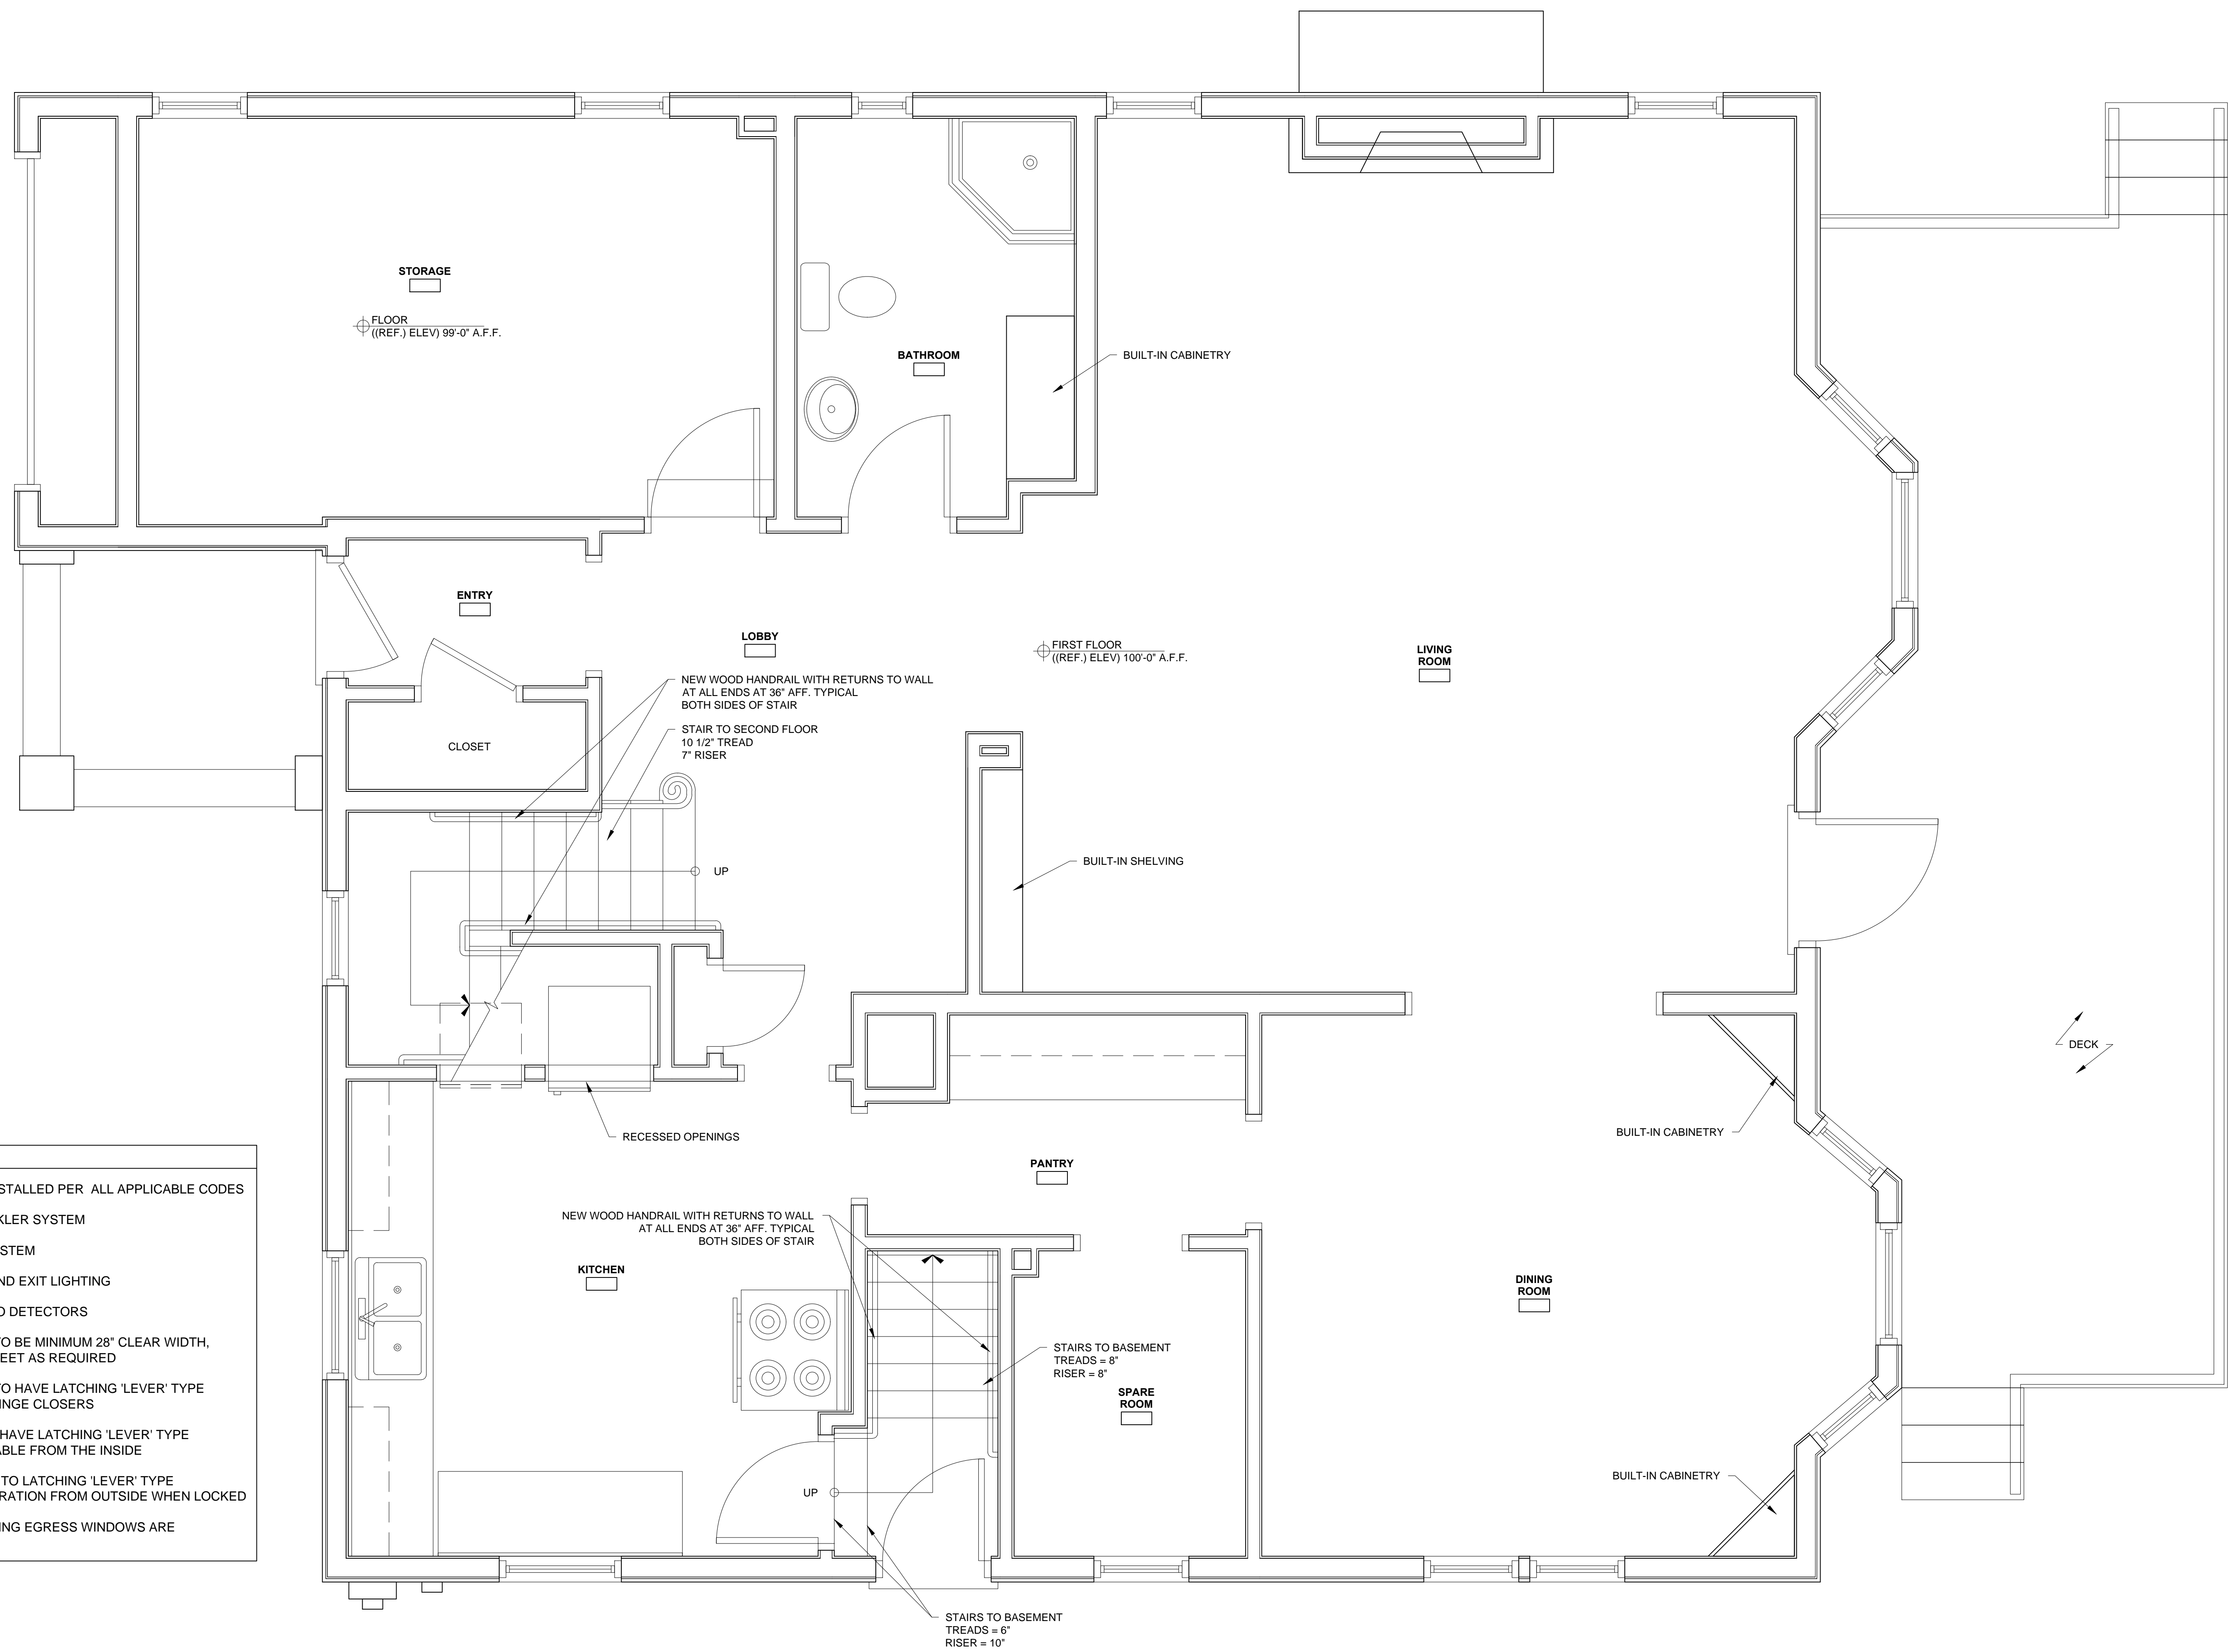 STORAGE
FLOOR
((REF.) ELEV) 99'-0" A.F.F.
BATHROOM
BUILT-IN CABINETRY
ENTRY
LOBBY
FIRST FLOOR
((REF.) ELEV) 100'-0" A.F.F.
LIVING
ROOM
NEW WOOD HANDRAIL WITH RETURNS TO WALL
AT ALL ENDS AT 36" AFF. TYPICAL
BOTH SIDES OF STAIR
STAIR TO SECOND FLOOR
10 1/2" TREAD
7" RISER
CLOSET
UP
BUILT-IN SHELVING
DECK
RECESSED OPENINGS
BUILT-IN CABINETRY
PANTRY
NEW WOOD HANDRAIL WITH RETURNS TO WALL
AT ALL ENDS AT 36" AFF. TYPICAL
BOTH SIDES OF STAIR
KITCHEN
DINING
ROOM
STAIRS TO BASEMENT
TREADS = 8"
RISER = 8"
SPARE
ROOM
BUILT-IN CABINETRY
UP
STAIRS TO BASEMENT
TREADS = 6"
RISER = 10"
STALLED PER ALL APPLICABLE CODES
KLER SYSTEM
STEM
ND EXIT LIGHTING
O DETECTORS
TO BE MINIMUM 28" CLEAR WIDTH,
EET AS REQUIRED
TO HAVE LATCHING 'LEVER' TYPE
INGE CLOSERS
HAVE LATCHING 'LEVER' TYPE
ABLE FROM THE INSIDE
TO LATCHING 'LEVER' TYPE
RATION FROM OUTSIDE WHEN LOCKED
ING EGRESS WINDOWS ARE